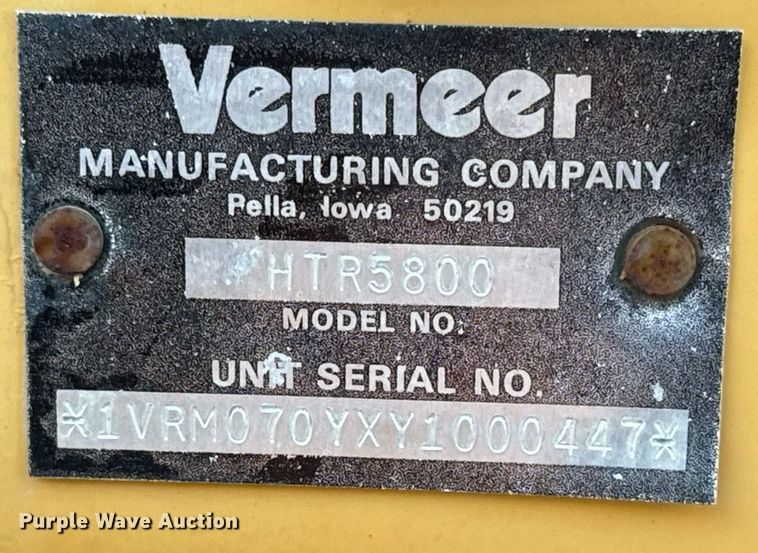 Vermeer
MANUFACTURING COMPANY
Pella, Iowa 50219
HTR5800
MODEL NO.
UNIT SERIAL NO.
*1VRM070YXY1000447*
Purple Wave Auction